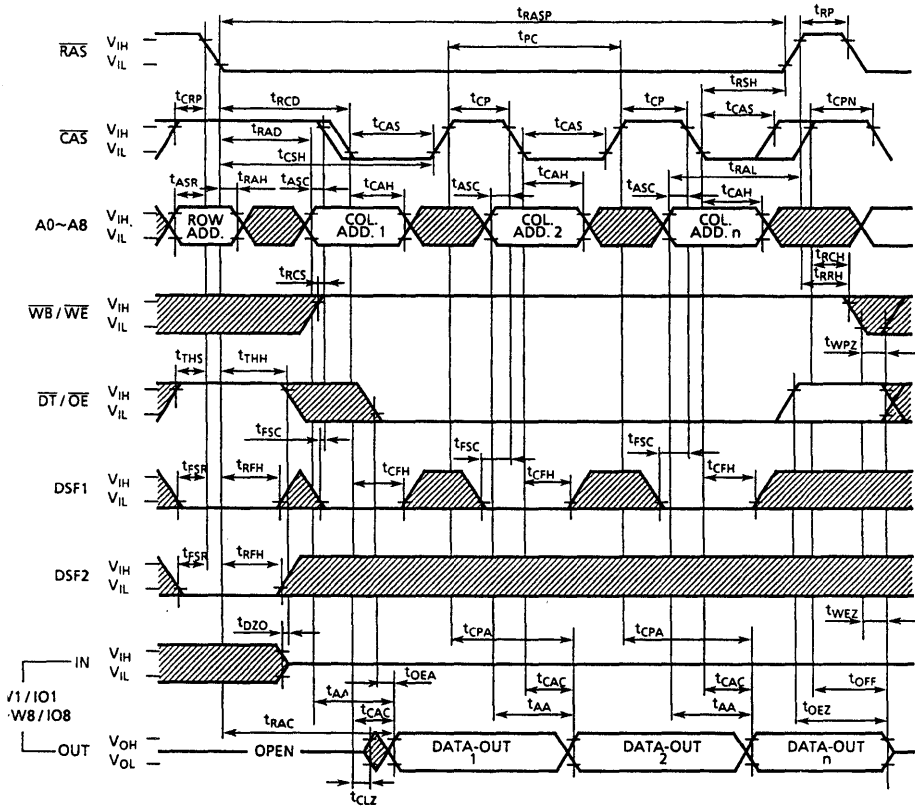 tRASP tRP
tPC
RAS VIH
VIL
tRSH
tCRP tRCD tCP tCP tCAS tCPN
CAS VIH
VIL
tRAD tCAS tCAS
tCSH
tRAL
tASR tRAH tASC tCAH tASC tCAH tASC tCAH
A0~A8 VIH
VIL
ROW ADD.
COL. ADD. 1
COL. ADD. 2
COL. ADD. n
tRCS tRCH
tRRH
WB / WE VIH
VIL
tWPZ
tTHS tTHH
DT / OE VIH
VIL
tFSC tFSC tFSC
tFSR tRFH tCFH tCFH tCFH
DSF1 VIH
VIL
tFSR tRFH
DSF2 VIH
VIL
tWEZ
tDZO tCPA tCPA
IN VIH
VIL
W1 / IO1
~W8 / IO8
tOEA
tAA tCAC tCAC tOFF
tCAC tAA tAA tOEZ
tRAC
OUT VOH
VOL
OPEN
DATA-OUT 1
DATA-OUT 2
DATA-OUT n
tCLZ